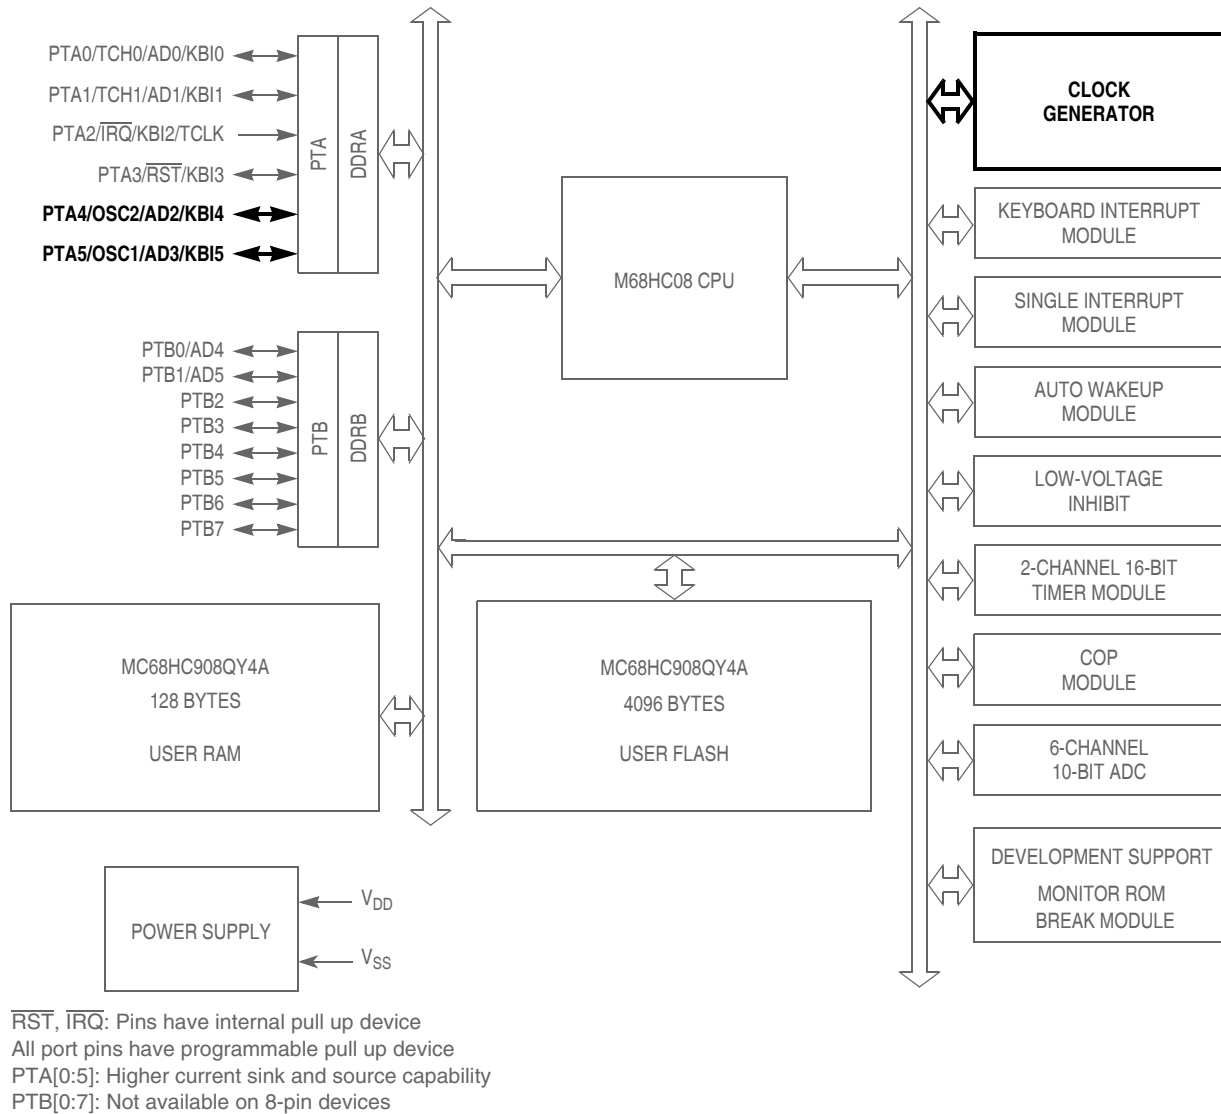 PTA0/TCH0/AD0/KBI0
PTA1/TCH1/AD1/KBI1
PTA2/IRQ/KBI2/TCLK
PTA3/RST/KBI3
PTA4/OSC2/AD2/KBI4
PTA5/OSC1/AD3/KBI5
PTA
DDRA
PTB0/AD4
PTB1/AD5
PTB2
PTB3
PTB4
PTB5
PTB6
PTB7
PTB
DDRB
M68HC08 CPU
CLOCK
GENERATOR
KEYBOARD INTERRUPT
MODULE
SINGLE INTERRUPT
MODULE
AUTO WAKEUP
MODULE
LOW-VOLTAGE
INHIBIT
2-CHANNEL 16-BIT
TIMER MODULE
COP
MODULE
6-CHANNEL
10-BIT ADC
DEVELOPMENT SUPPORT
MONITOR ROM
BREAK MODULE
MC68HC908QY4A
128 BYTES
USER RAM
MC68HC908QY4A
4096 BYTES
USER FLASH
POWER SUPPLY
VDD
VSS
RST, IRQ: Pins have internal pull up device
All port pins have programmable pull up device
PTA[0:5]: Higher current sink and source capability
PTB[0:7]: Not available on 8-pin devices